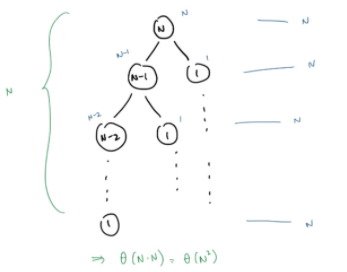 N
N N
N-1 1
N-1 1 N
N
N-2
N-2 1 1 N
1 N
⇒ θ(N·N) = θ(N²)